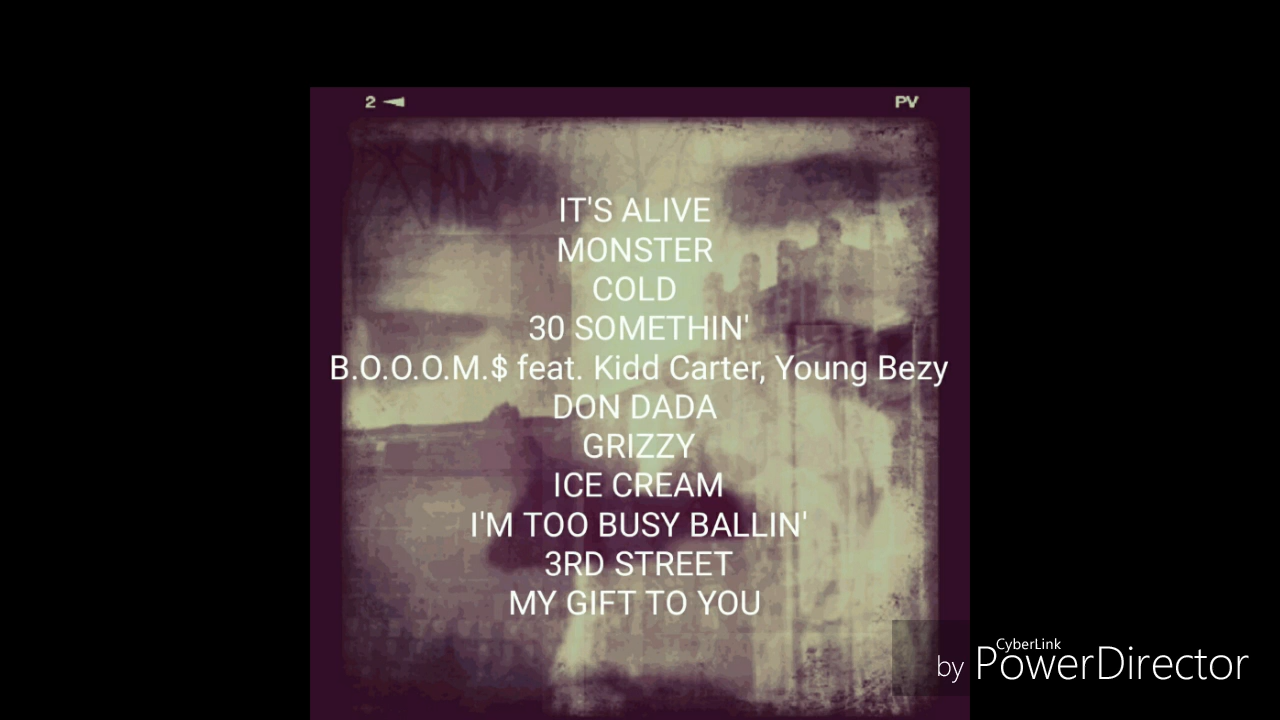 2 PV
IT'S ALIVE
MONSTER
COLD
30 SOMETHIN'
B.O.O.O.M.$ feat. Kidd Carter, Young Bezy
DON DADA
GRIZZY
ICE CREAM
I'M TOO BUSY BALLIN'
3RD STREET
MY GIFT TO YOU
CyberLink
by PowerDirector